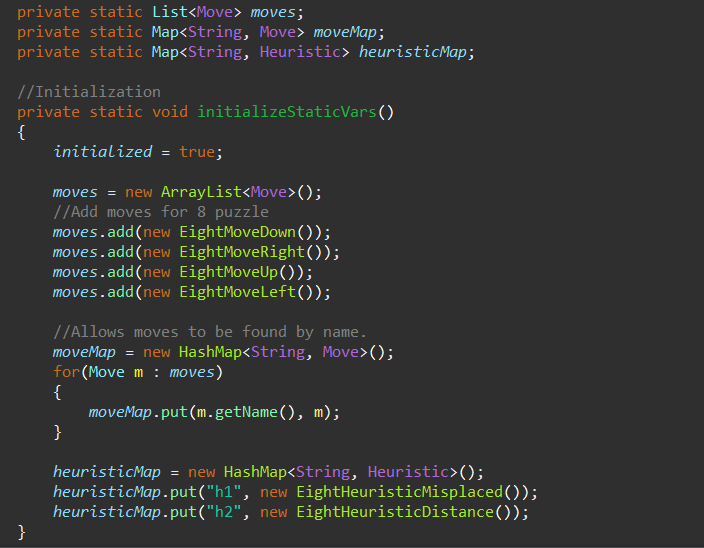 private static List<Move> moves;
private static Map<String, Move> moveMap;
private static Map<String, Heuristic> heuristicMap;

//Initialization
private static void initializeStaticVars()
{
    initialized = true;

    moves = new ArrayList<Move>();
    //Add moves for 8 puzzle
    moves.add(new EightMoveDown());
    moves.add(new EightMoveRight());
    moves.add(new EightMoveUp());
    moves.add(new EightMoveLeft());

    //Allows moves to be found by name.
    moveMap = new HashMap<String, Move>();
    for(Move m : moves)
    {
        moveMap.put(m.getName(), m);
    }

    heuristicMap = new HashMap<String, Heuristic>();
    heuristicMap.put("h1", new EightHeuristicMisplaced());
    heuristicMap.put("h2", new EightHeuristicDistance());
}